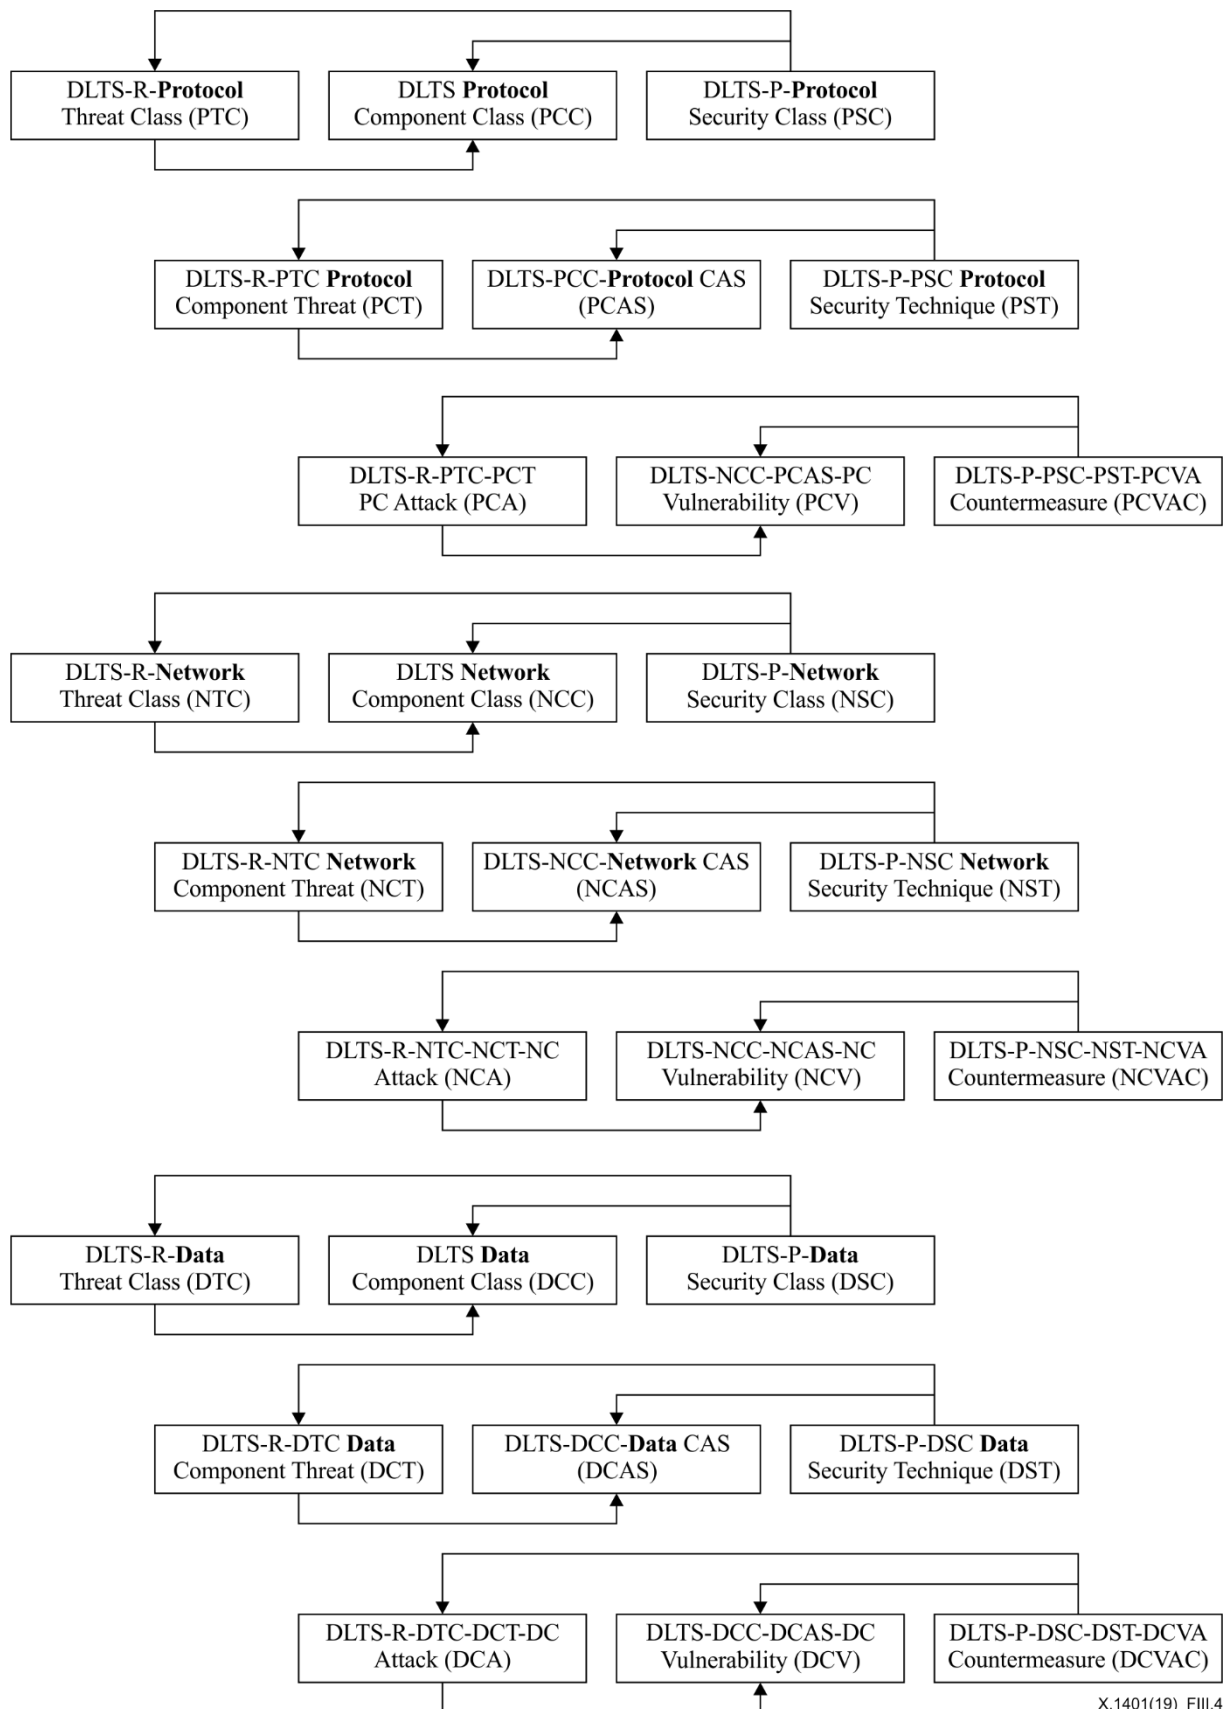 DLTS-R-Protocol
Threat Class (PTC)
DLTS Protocol
Component Class (PCC)
DLTS-P-Protocol
Security Class (PSC)
DLTS-R-PTC Protocol
Component Threat (PCT)
DLTS-PCC-Protocol CAS
(PCAS)
DLTS-P-PSC Protocol
Security Technique (PST)
DLTS-R-PTC-PCT
PC Attack (PCA)
DLTS-NCC-PCAS-PC
Vulnerability (PCV)
DLTS-P-PSC-PST-PCVA
Countermeasure (PCVAC)
DLTS-R-Network
Threat Class (NTC)
DLTS Network
Component Class (NCC)
DLTS-P-Network
Security Class (NSC)
DLTS-R-NTC Network
Component Threat (NCT)
DLTS-NCC-Network CAS
(NCAS)
DLTS-P-NSC Network
Security Technique (NST)
DLTS-R-NTC-NCT-NC
Attack (NCA)
DLTS-NCC-NCAS-NC
Vulnerability (NCV)
DLTS-P-NSC-NST-NCVA
Countermeasure (NCVAC)
DLTS-R-Data
Threat Class (DTC)
DLTS Data
Component Class (DCC)
DLTS-P-Data
Security Class (DSC)
DLTS-R-DTC Data
Component Threat (DCT)
DLTS-DCC-Data CAS
(DCAS)
DLTS-P-DSC Data
Security Technique (DST)
DLTS-R-DTC-DCT-DC
Attack (DCA)
DLTS-DCC-DCAS-DC
Vulnerability (DCV)
DLTS-P-DSC-DST-DCVA
Countermeasure (DCVAC)
X.1401(19)_FIII.4